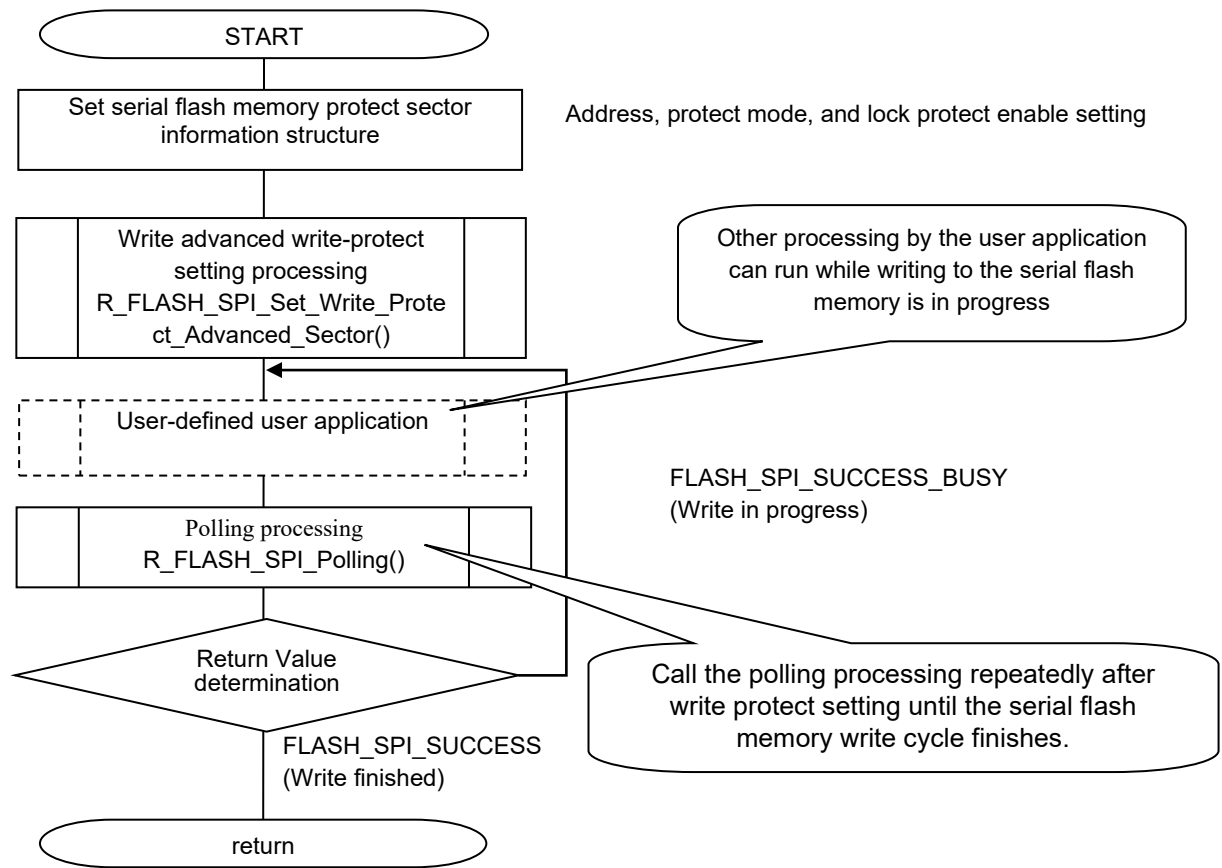 START
Set serial flash memory protect sector
information structure
Address, protect mode, and lock protect enable setting
Write advanced write-protect
setting processing
R_FLASH_SPI_Set_Write_Prote
ct_Advanced_Sector()
Other processing by the user application
can run while writing to the serial flash
memory is in progress
User-defined user application
FLASH_SPI_SUCCESS_BUSY
(Write in progress)
Polling processing
R_FLASH_SPI_Polling()
Return Value
determination
Call the polling processing repeatedly after
write protect setting until the serial flash
memory write cycle finishes.
FLASH_SPI_SUCCESS
(Write finished)
return